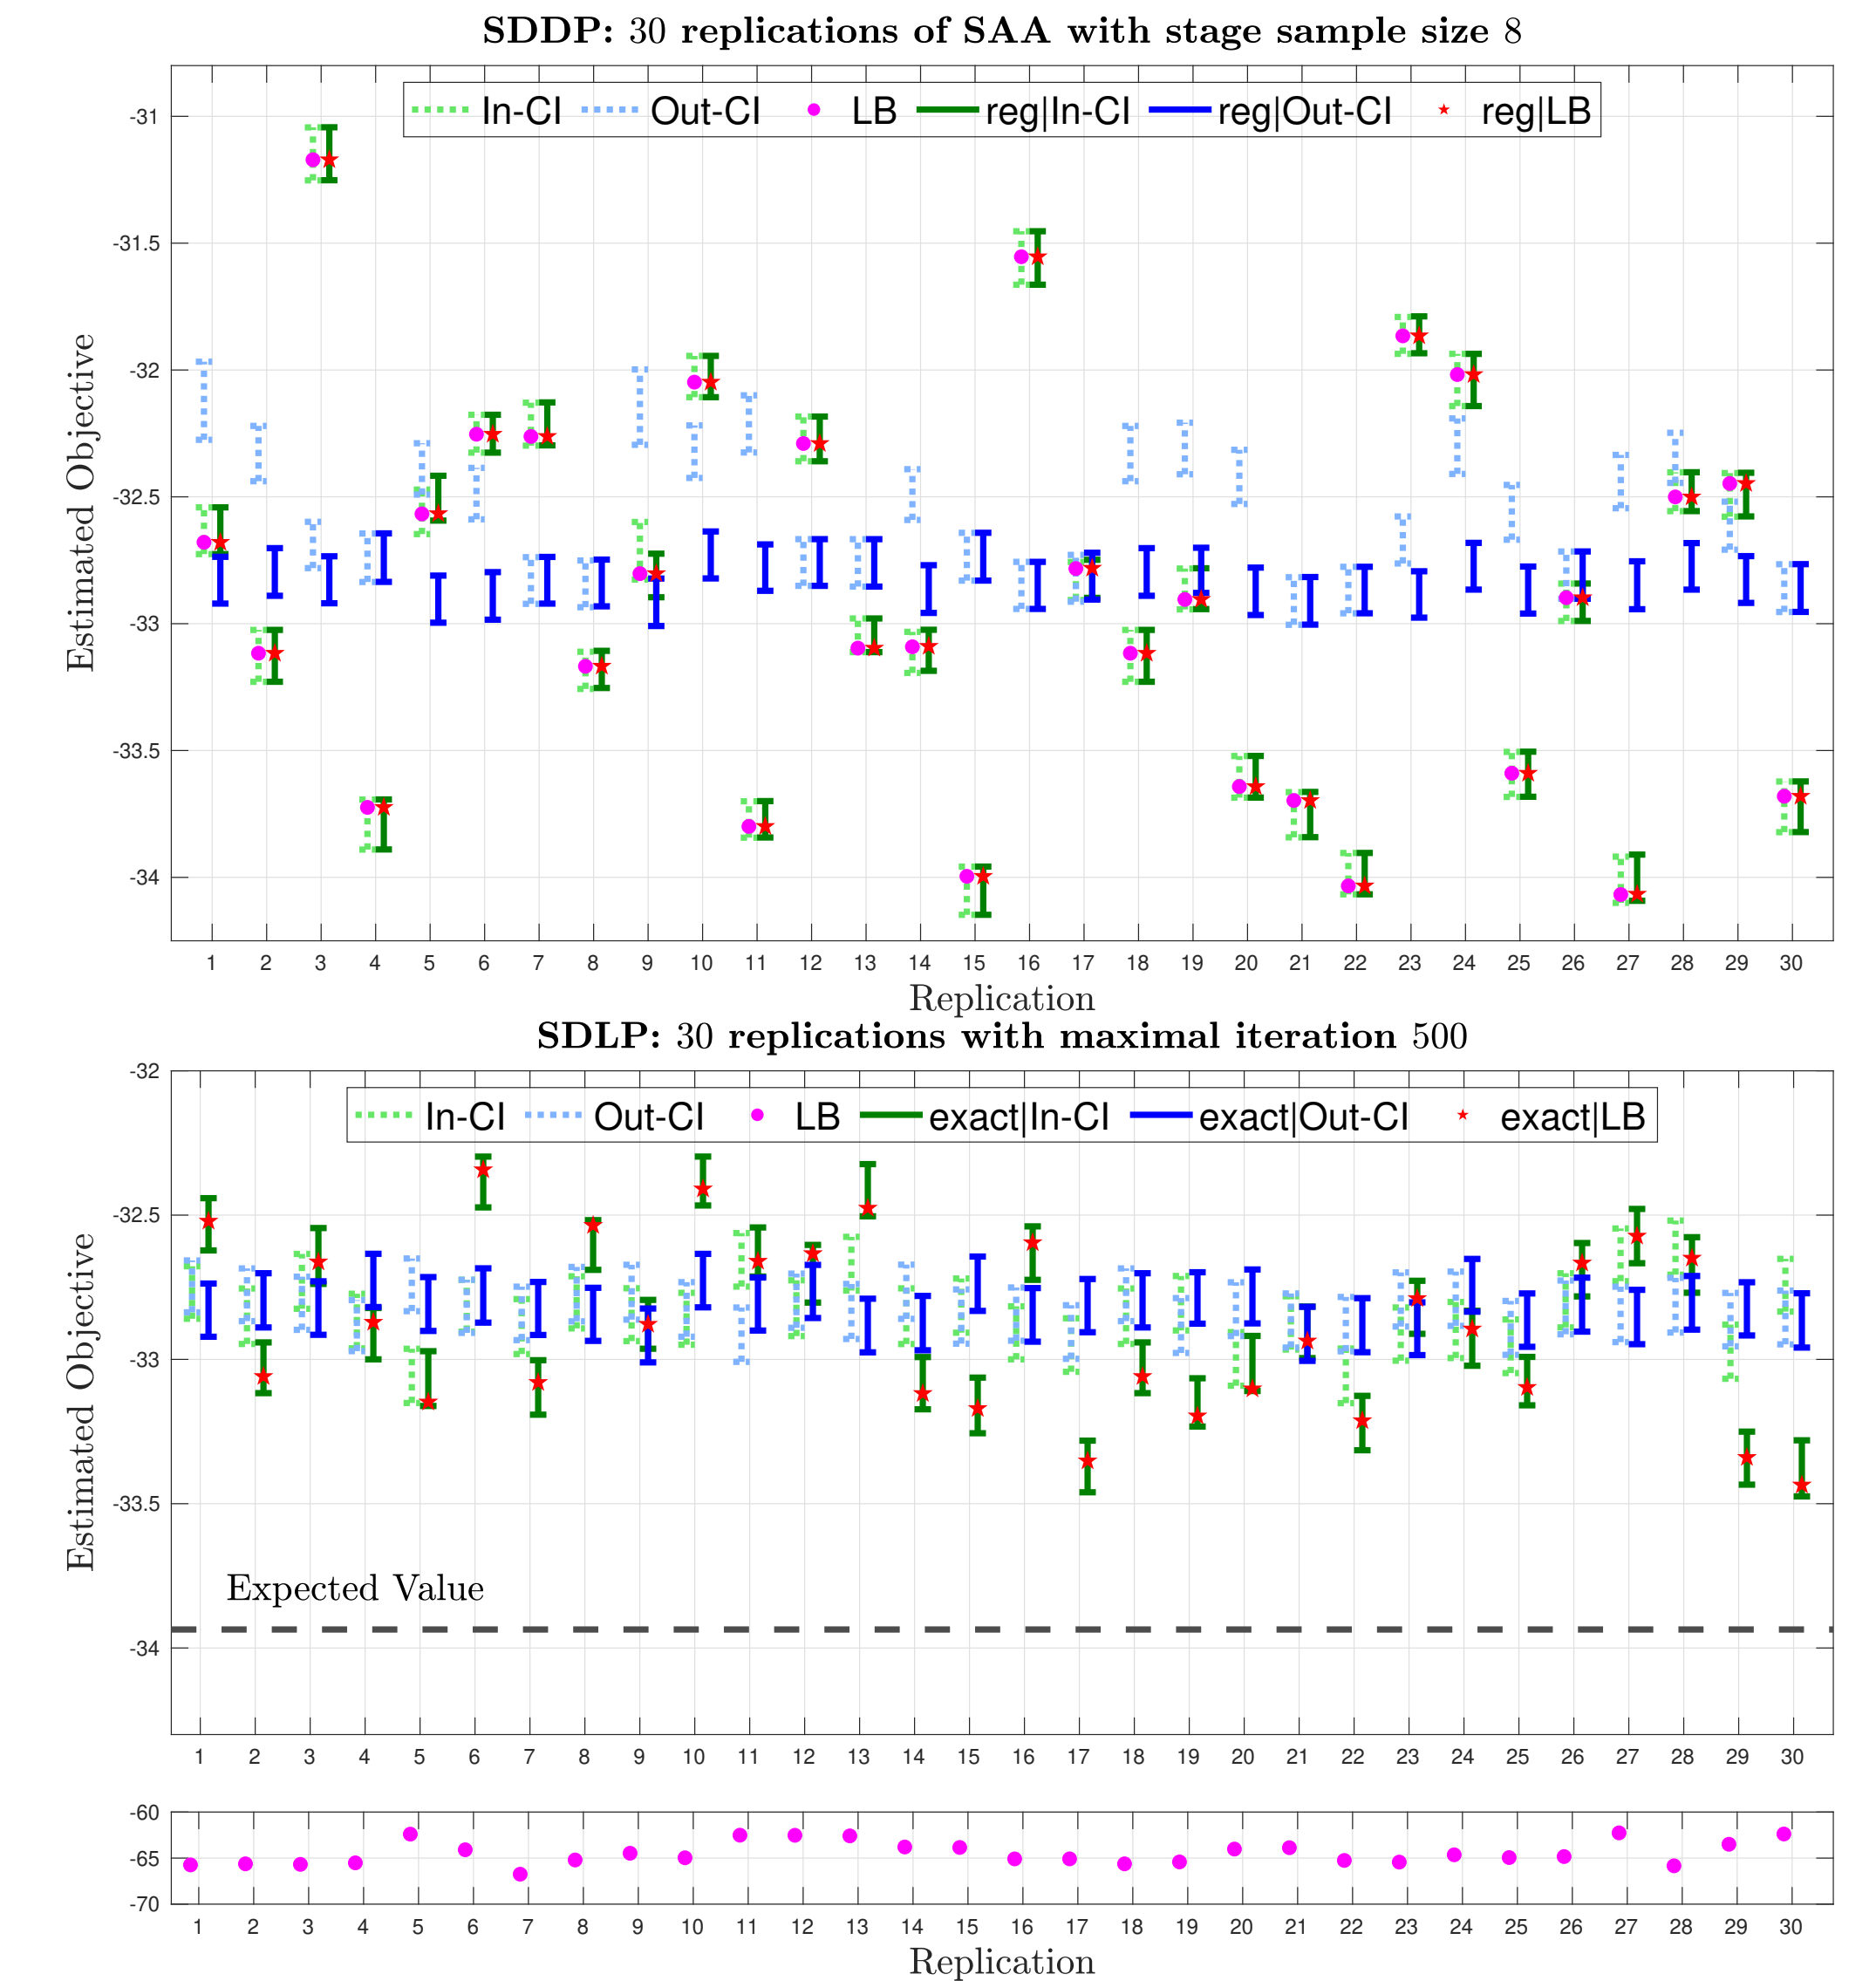 SDDP: 30 replications of SAA with stage sample size 8
In-CI Out-CI LB reg|In-CI reg|Out-CI reg|LB
Estimated Objective
-31
-31.5
-32
-32.5
-33
-33.5
-34
1 2 3 4 5 6 7 8 9 10 11 12 13 14 15 16 17 18 19 20 21 22 23 24 25 26 27 28 29 30
Replication
SDLP: 30 replications with maximal iteration 500
In-CI Out-CI LB exact|In-CI exact|Out-CI exact|LB
Estimated Objective
-32
-32.5
-33
-33.5
Expected Value
-34
1 2 3 4 5 6 7 8 9 10 11 12 13 14 15 16 17 18 19 20 21 22 23 24 25 26 27 28 29 30
-60
-65
-70
1 2 3 4 5 6 7 8 9 10 11 12 13 14 15 16 17 18 19 20 21 22 23 24 25 26 27 28 29 30
Replication